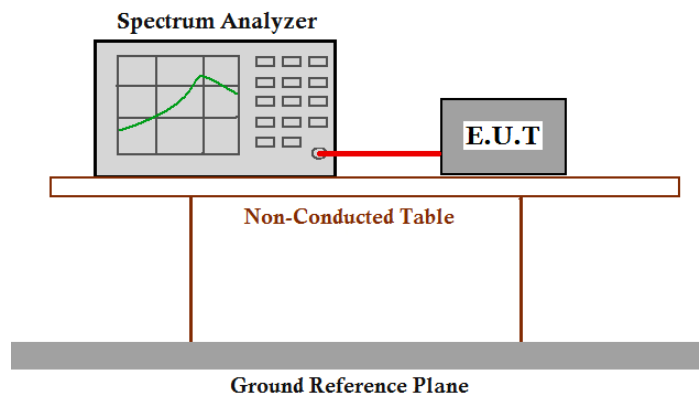 Spectrum Analyzer
E.U.T
Non-Conducted Table
Ground Reference Plane